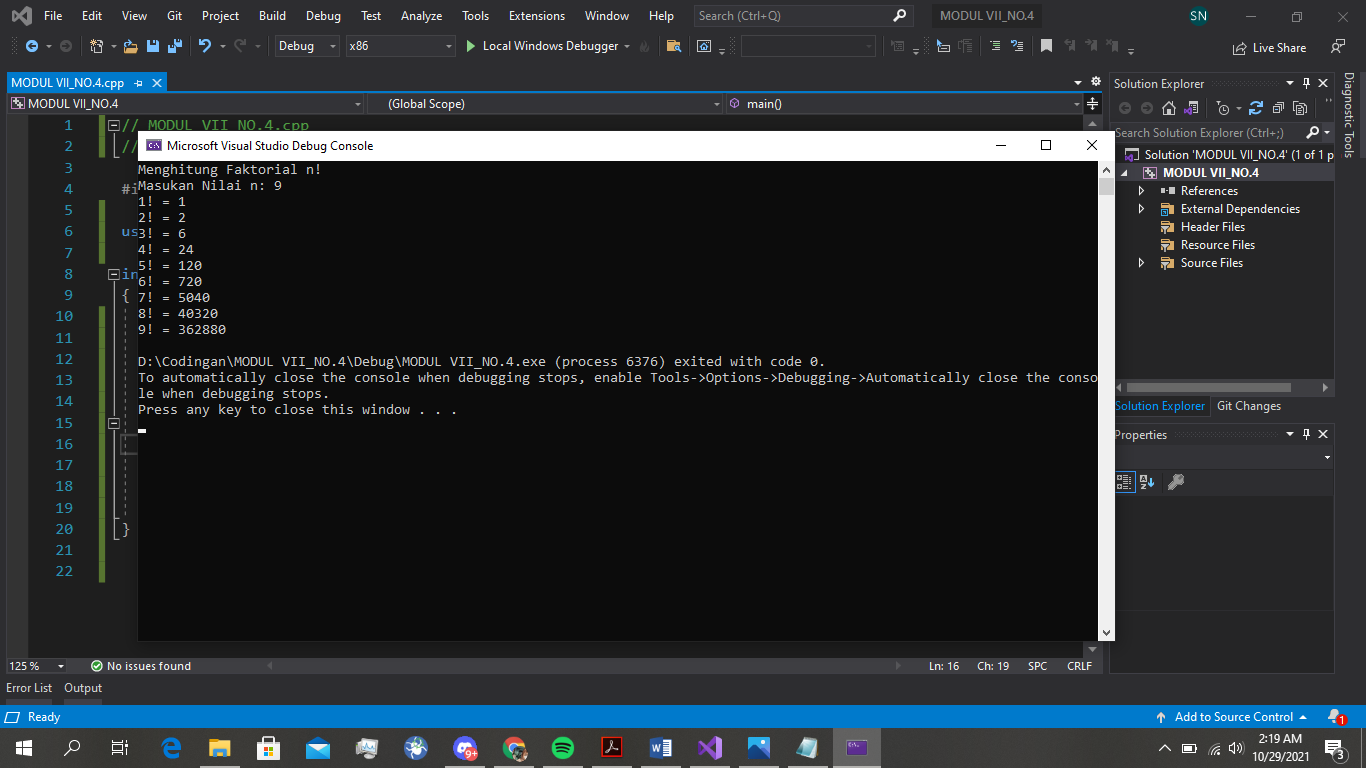 File Edit View Git Project Build Debug Test Analyze Tools Extensions Window Help Search (Ctrl+Q) MODUL VII_NO.4 SN
Debug x86 Local Windows Debugger Live Share
MODUL VII_NO.4.cpp
MODUL VII_NO.4 (Global Scope) main()
1 // MODUL VII NO.4.cpp
2 //
3
4 #i
5
6 us
7
8 in
9 {
10
11
12
13
14
15
16
17
18
19
20 }
21
22
Microsoft Visual Studio Debug Console
Menghitung Faktorial n!
Masukan Nilai n: 9
1! = 1
2! = 2
3! = 6
4! = 24
5! = 120
6! = 720
7! = 5040
8! = 40320
9! = 362880
D:\Codingan\MODUL VII_NO.4\Debug\MODUL VII_NO.4.exe (process 6376) exited with code 0.
To automatically close the console when debugging stops, enable Tools->Options->Debugging->Automatically close the conso
le when debugging stops.
Press any key to close this window . . .
Solution Explorer
Search Solution Explorer (Ctrl+;)
Solution 'MODUL VII_NO.4' (1 of 1 p
MODUL VII_NO.4
References
External Dependencies
Header Files
Resource Files
Source Files
Solution Explorer Git Changes
Properties
Diagnostic Tools
125 % No issues found Ln: 16 Ch: 19 SPC CRLF
Error List Output
Ready Add to Source Control 1
9+ 2:19 AM
10/29/2021 3